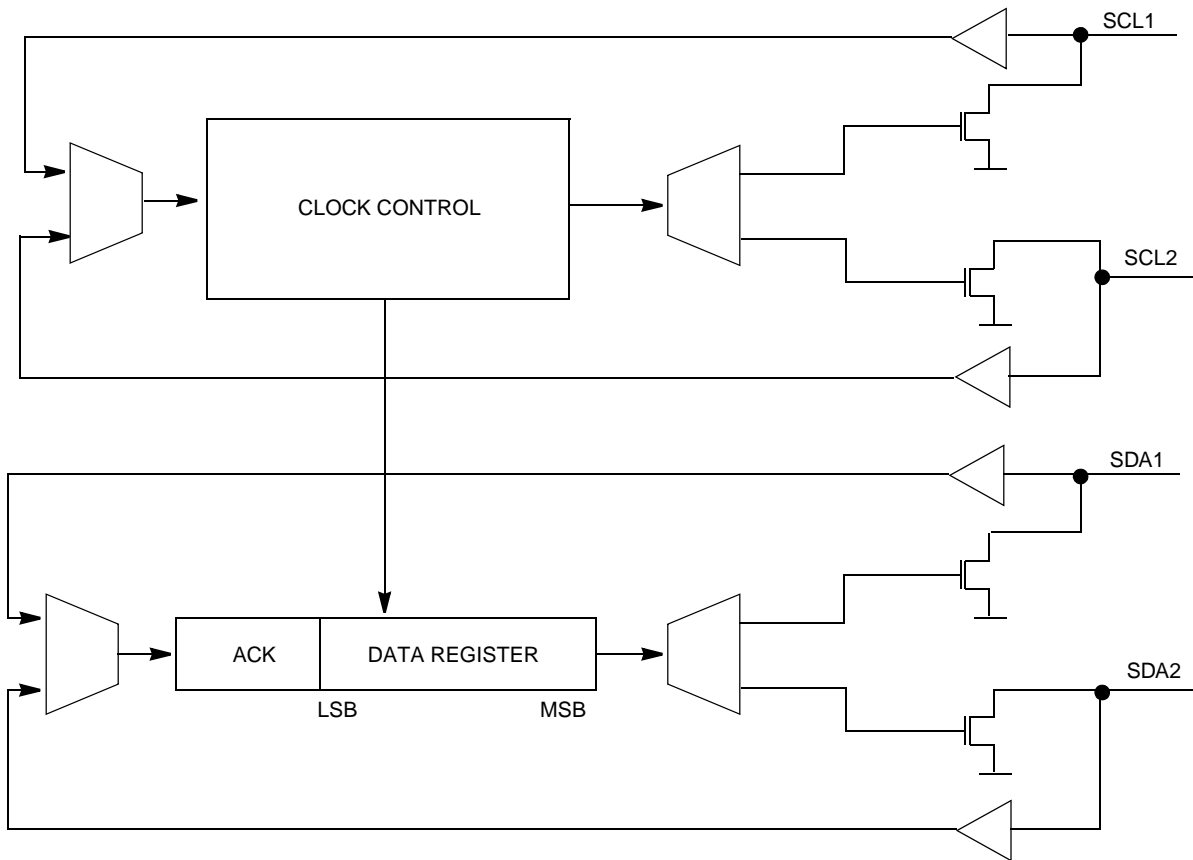 SCL1
CLOCK CONTROL
SCL2
SDA1
ACK
DATA REGISTER
SDA2
LSB
MSB